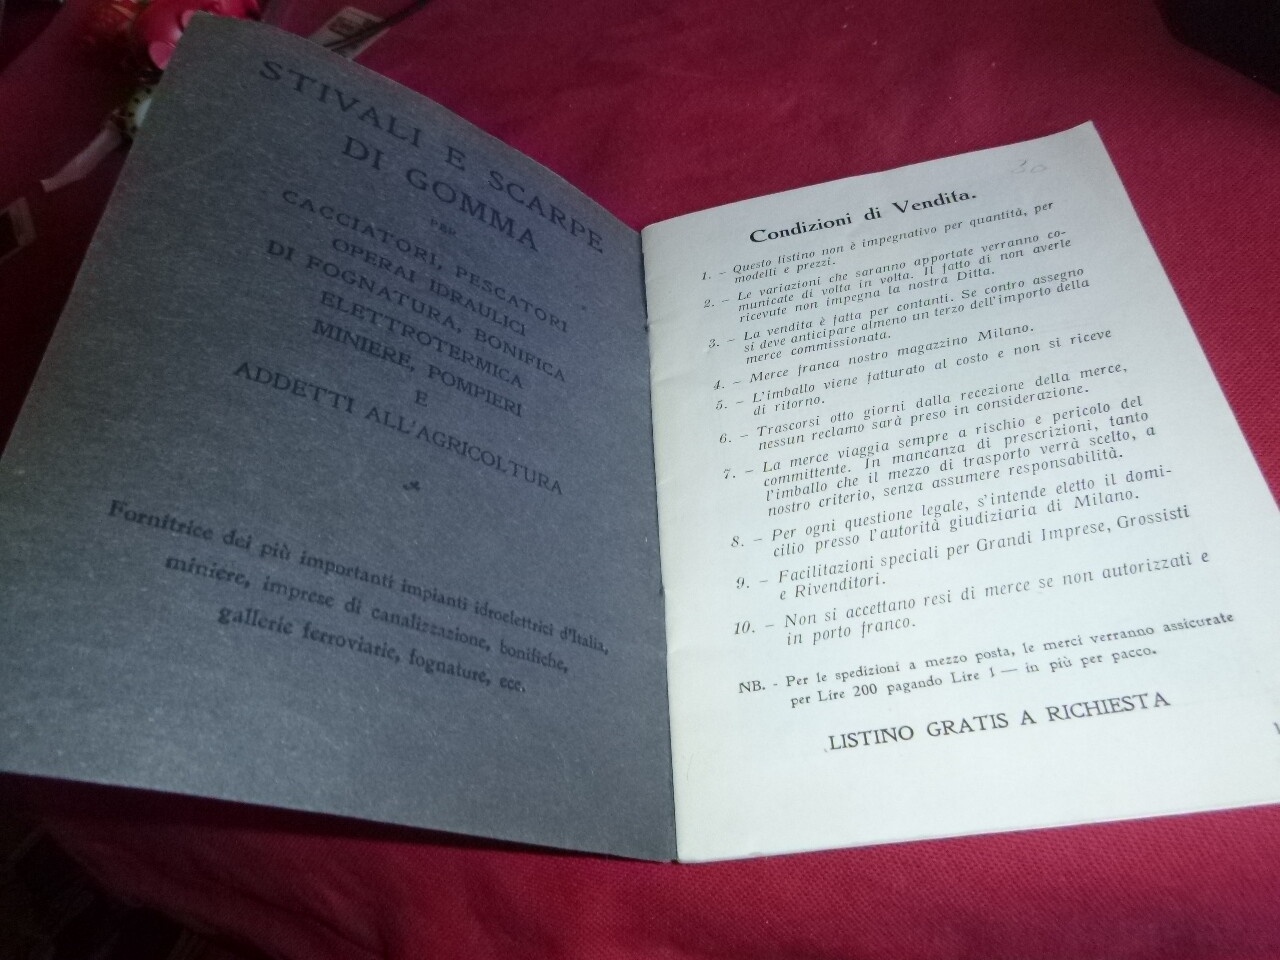 STIVALI E SCARPE
DI GOMMA
PER
CACCIATORI, PESCATORI
OPERAI IDRAULICI
DI FOGNATURA, BONIFICA
ELETTROTERMICA
MINIERE, POMPIERI
E
ADDETTI ALL'AGRICOLTURA
Fornitrice dei più importanti impianti idroelettrici d'Italia,
miniere, imprese di canalizzazione, bonifiche,
gallerie ferroviarie, fognature, ecc.
Condizioni di Vendita.
1. - Questo listino non è impegnativo per quantità, per
modelli e prezzi.
2. - Le variazioni che saranno apportate verranno co-
municate di volta in volta. Il fatto di non averle
ricevute non impegna la nostra Ditta.
3. - La vendita è fatta per contanti. Se contro assegno
si deve anticipare almeno un terzo dell'importo della
merce commissionata.
4. - Merce franca nostro magazzino Milano.
5. - L'imballo viene fatturato al costo e non si riceve
di ritorno.
6. - Trascorsi otto giorni dalla recezione della merce,
nessun reclamo sarà preso in considerazione.
7. - La merce viaggia sempre a rischio e pericolo del
committente. In mancanza di prescrizioni, tanto
l'imballo che il mezzo di trasporto verrà scelto, a
nostro criterio, senza assumere responsabilità.
8. - Per ogni questione legale, s'intende eletto il domi-
cilio presso l'autorità giudiziaria di Milano.
9. - Facilitazioni speciali per Grandi Imprese, Grossisti
e Rivenditori.
10. - Non si accettano resi di merce se non autorizzati e
in porto franco.
NB. - Per le spedizioni a mezzo posta, le merci verranno assicurate
per Lire 200 pagando Lire 1 — in più per pacco.
LISTINO GRATIS A RICHIESTA